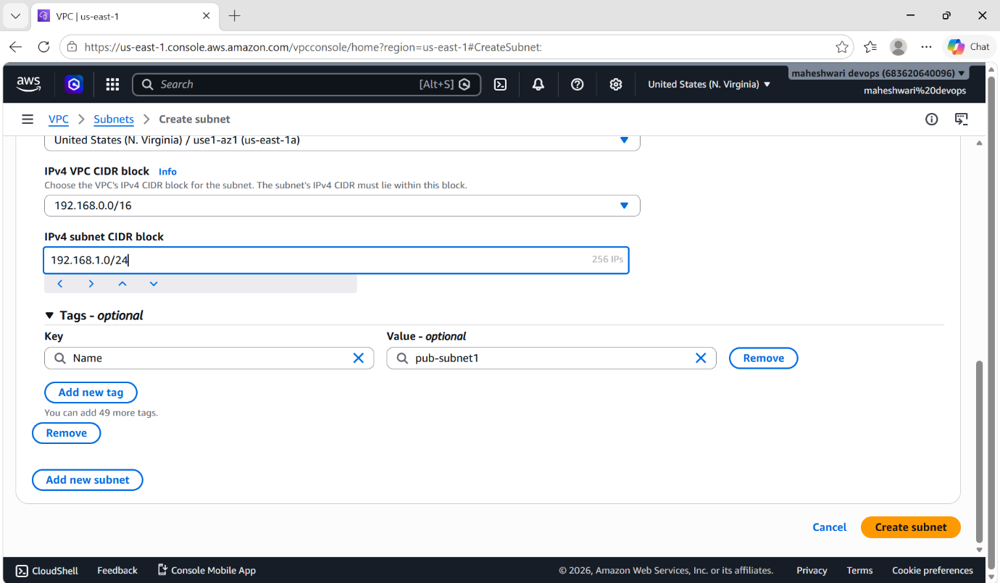 VPC | us-east-1
https://us-east-1.console.aws.amazon.com/vpcconsole/home?region=us-east-1#CreateSubnet:
Chat
aws
Search
[Alt+S]
United States (N. Virginia)
maheshwari devops (683620640096)
maheshwari%20devops
VPC
Subnets
Create subnet
United States (N. Virginia) / use1-az1 (us-east-1a)
IPv4 VPC CIDR block Info
Choose the VPC's IPv4 CIDR block for the subnet. The subnet's IPv4 CIDR must lie within this block.
192.168.0.0/16
IPv4 subnet CIDR block
192.168.1.0/24 256 IPs
Tags - optional
Key Value - optional
Name pub-subnet1 Remove
Add new tag
You can add 49 more tags.
Remove
Add new subnet
Cancel Create subnet
CloudShell Feedback Console Mobile App © 2026, Amazon Web Services, Inc. or its affiliates. Privacy Terms Cookie preferences